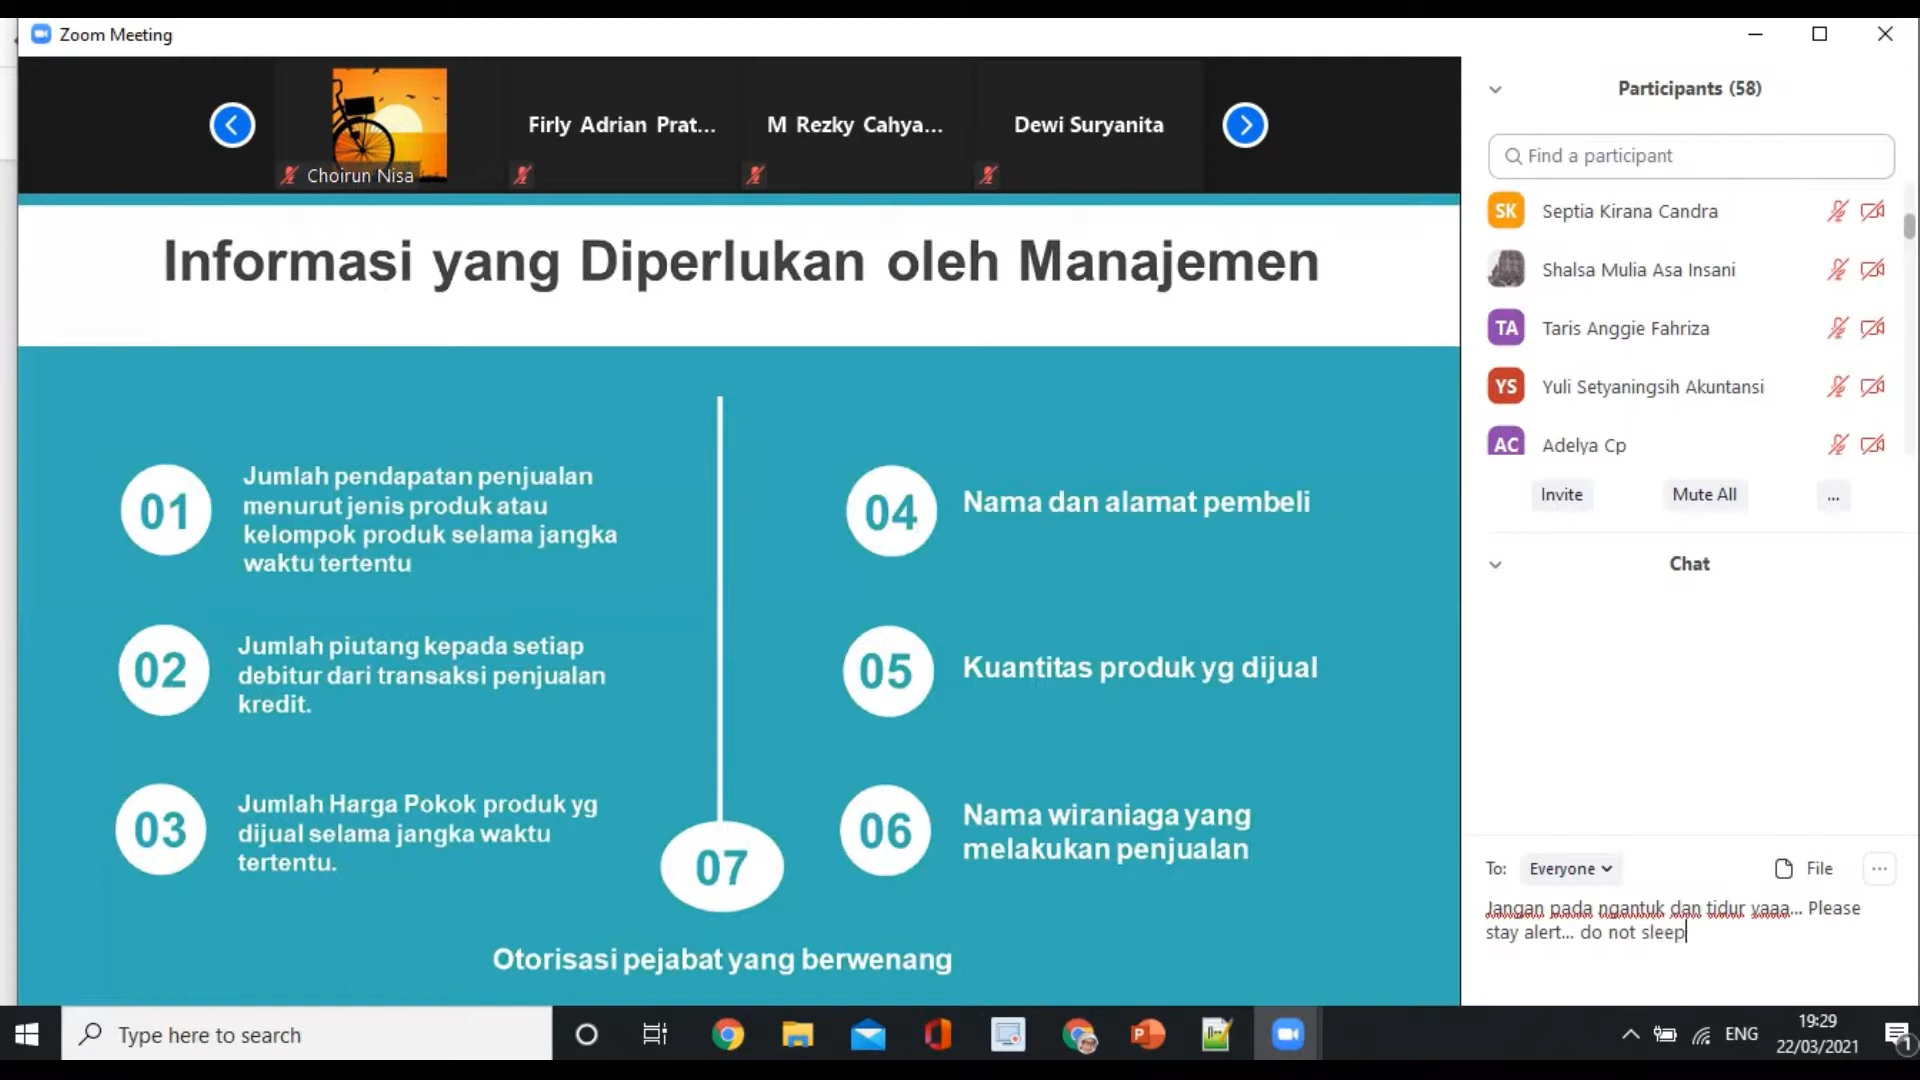 Zoom Meeting
Choirun Nisa
Firly Adrian Prat...
M Rezky Cahya...
Dewi Suryanita
Informasi yang Diperlukan oleh Manajemen
01
Jumlah pendapatan penjualan
menurut jenis produk atau
kelompok produk selama jangka
waktu tertentu
02
Jumlah piutang kepada setiap
debitur dari transaksi penjualan
kredit.
03
Jumlah Harga Pokok produk yg
dijual selama jangka waktu
tertentu.
04
Nama dan alamat pembeli
05
Kuantitas produk yg dijual
06
Nama wiraniaga yang
melakukan penjualan
07
Otorisasi pejabat yang berwenang
Participants (58)
Find a participant
SK Septia Kirana Candra
Shalsa Mulia Asa Insani
TA Taris Anggie Fahriza
YS Yuli Setyaningsih Akuntansi
AC Adelya Cp
Invite Mute All ...
Chat
To: Everyone File ...
Jangan pada ngantuk dan tidur yaaa... Please
stay alert... do not sleep
Type here to search
ENG
19:29
22/03/2021
1